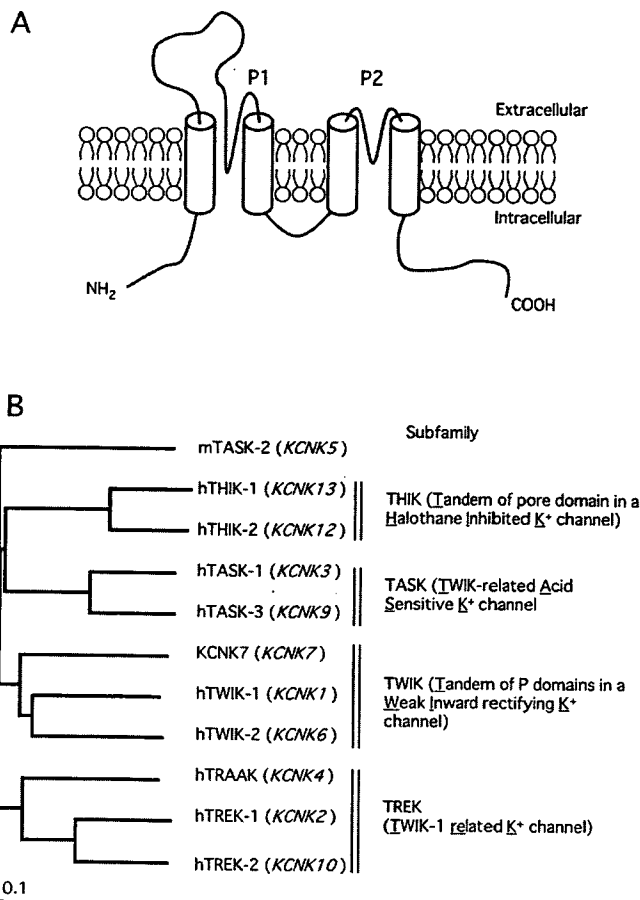 A
P1
P2
Extracellular
Intracellular
NH2
COOH
B
Subfamily
mTASK-2 (KCNK5)
hTHIK-1 (KCNK13)
hTHIK-2 (KCNK12)
THIK (Tandem of pore domain in a
Halothane Inhibited K+ channel)
hTASK-1 (KCNK3)
hTASK-3 (KCNK9)
TASK (TWIK-related Acid
Sensitive K+ channel
KCNK7 (KCNK7)
hTWIK-1 (KCNK1)
hTWIK-2 (KCNK6)
TWIK (Tandem of P domains in a
Weak Inward rectifying K+
channel)
hTRAAK (KCNK4)
hTREK-1 (KCNK2)
hTREK-2 (KCNK10)
TREK
(TWIK-1 related K+ channel)
0.1